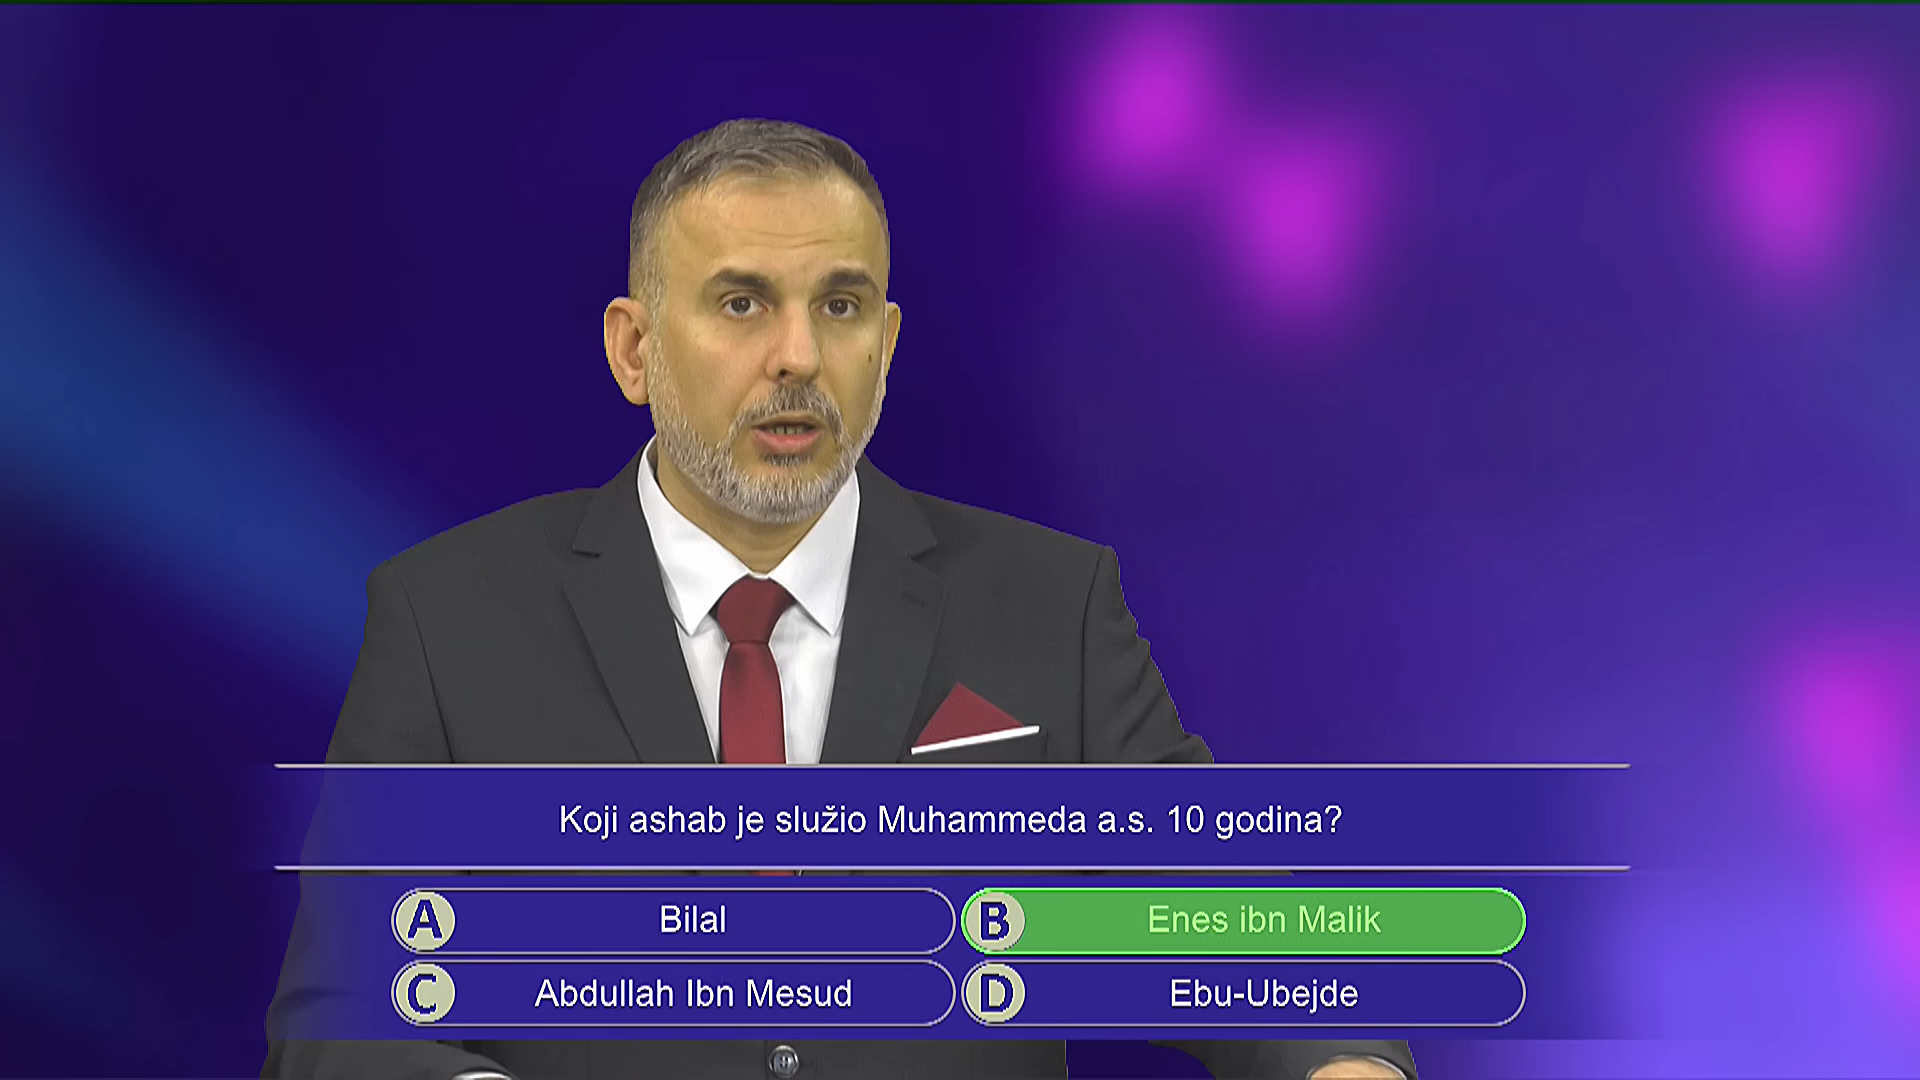 Koji ashab je služio Muhammeda a.s. 10 godina?
A Bilal
B Enes ibn Malik
C Abdullah Ibn Mesud
D Ebu-Ubejde